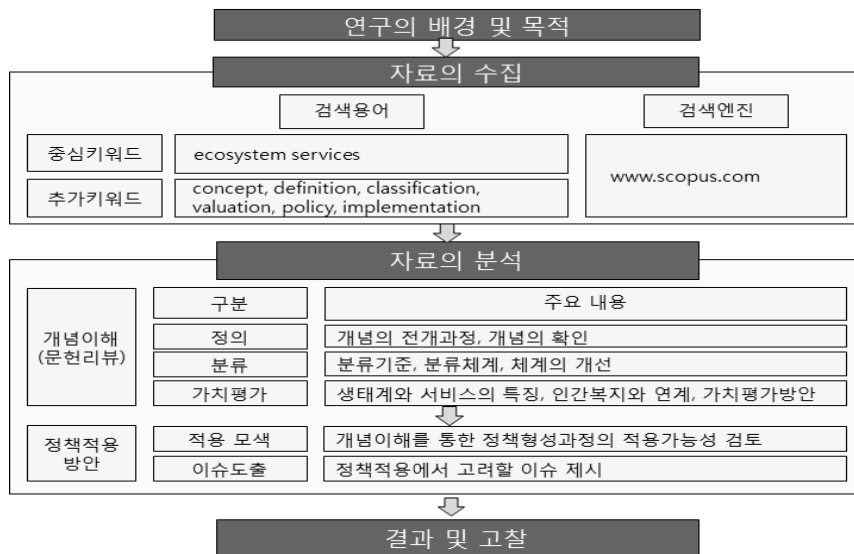 연구의 배경 및 목적
자료의 수집
검색용어
검색엔진
중심키워드
ecosystem services
www.scopus.com
추가키워드
concept, definition, classification,
valuation, policy, implementation
자료의 분석
개념이해
(문헌리뷰)
구분
주요 내용
정의
개념의 전개과정, 개념의 확인
분류
분류기준, 분류체계, 체계의 개선
가치평가
생태계와 서비스의 특징, 인간복지와 연계, 가치평가방안
정책적용
방안
적용 모색
개념이해를 통한 정책형성과정의 적용가능성 검토
이슈도출
정책적용에서 고려할 이슈 제시
결과 및 고찰